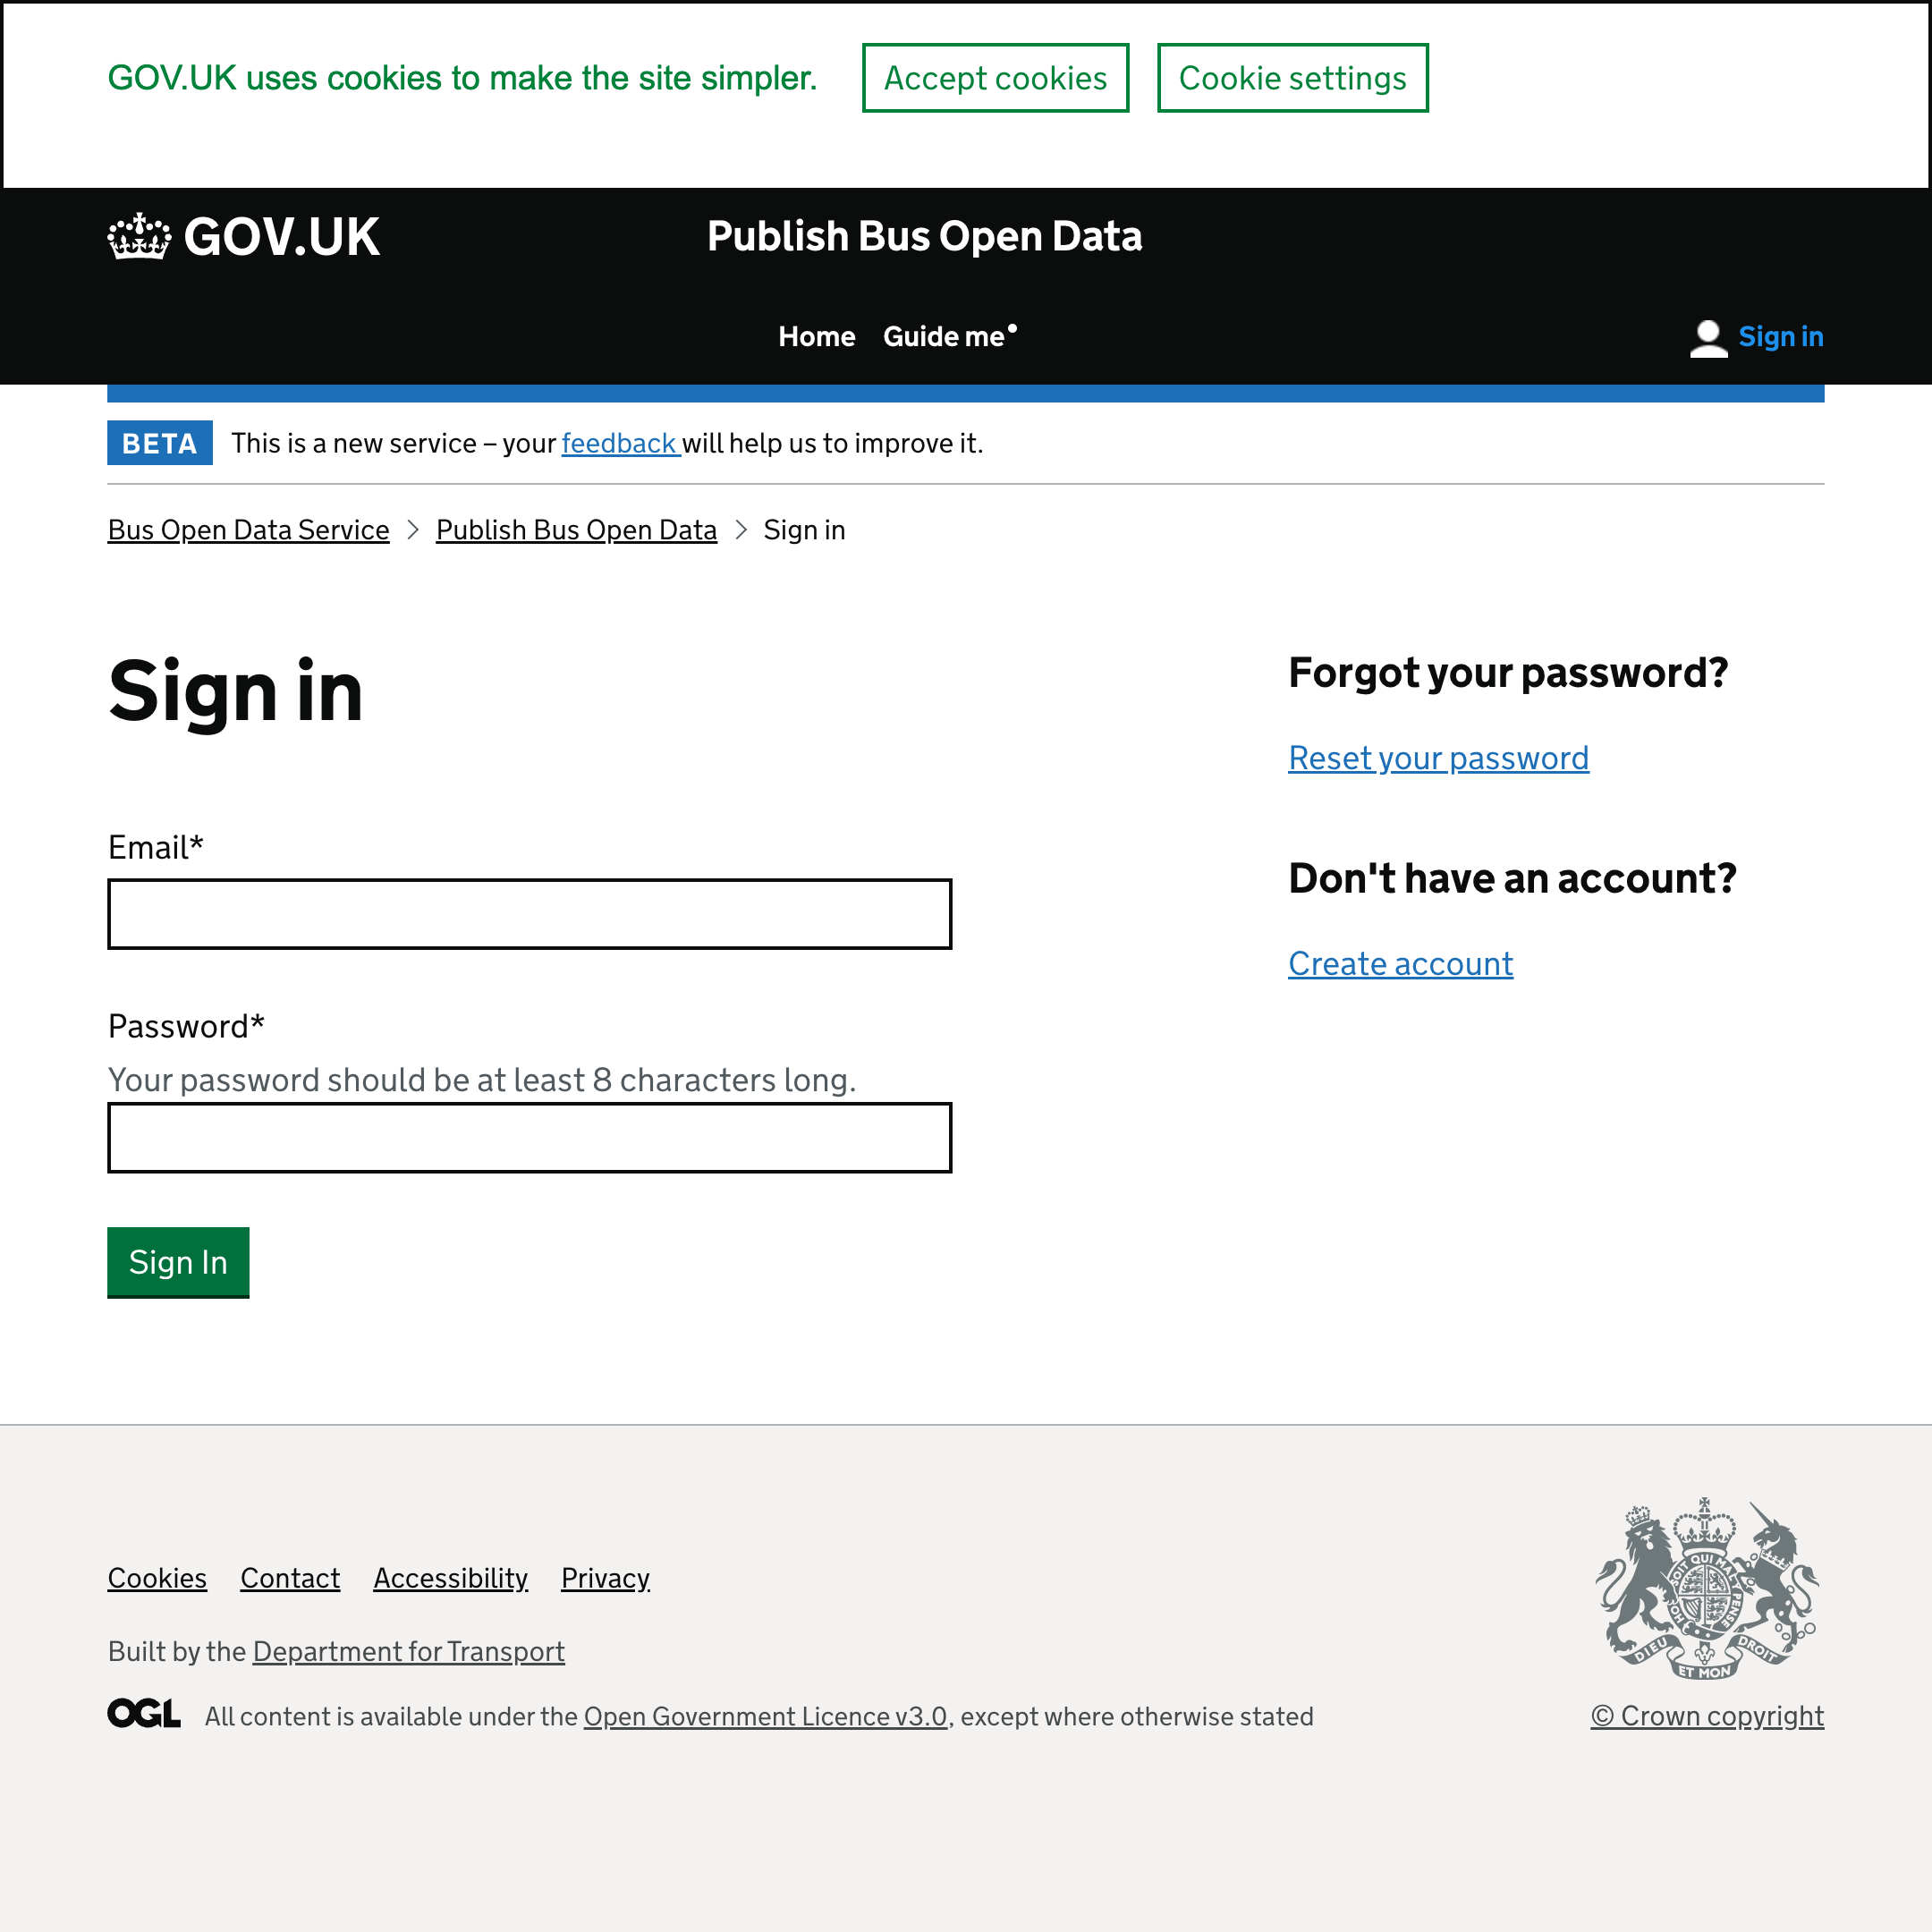 GOV.UK uses cookies to make the site simpler. Accept cookies Cookie settings
GOV.UK Publish Bus Open Data
Home Guide me Sign in
BETA This is a new service – your feedback will help us to improve it.
Bus Open Data Service > Publish Bus Open Data > Sign in
Sign in
Email*
Password*
Your password should be at least 8 characters long.
Sign In
Forgot your password?
Reset your password
Don't have an account?
Create account
Cookies Contact Accessibility Privacy
Built by the Department for Transport
OGL All content is available under the Open Government Licence v3.0, except where otherwise stated
SOIT QUI MAL Y PENSE
DIEU ET MON DROIT
© Crown copyright